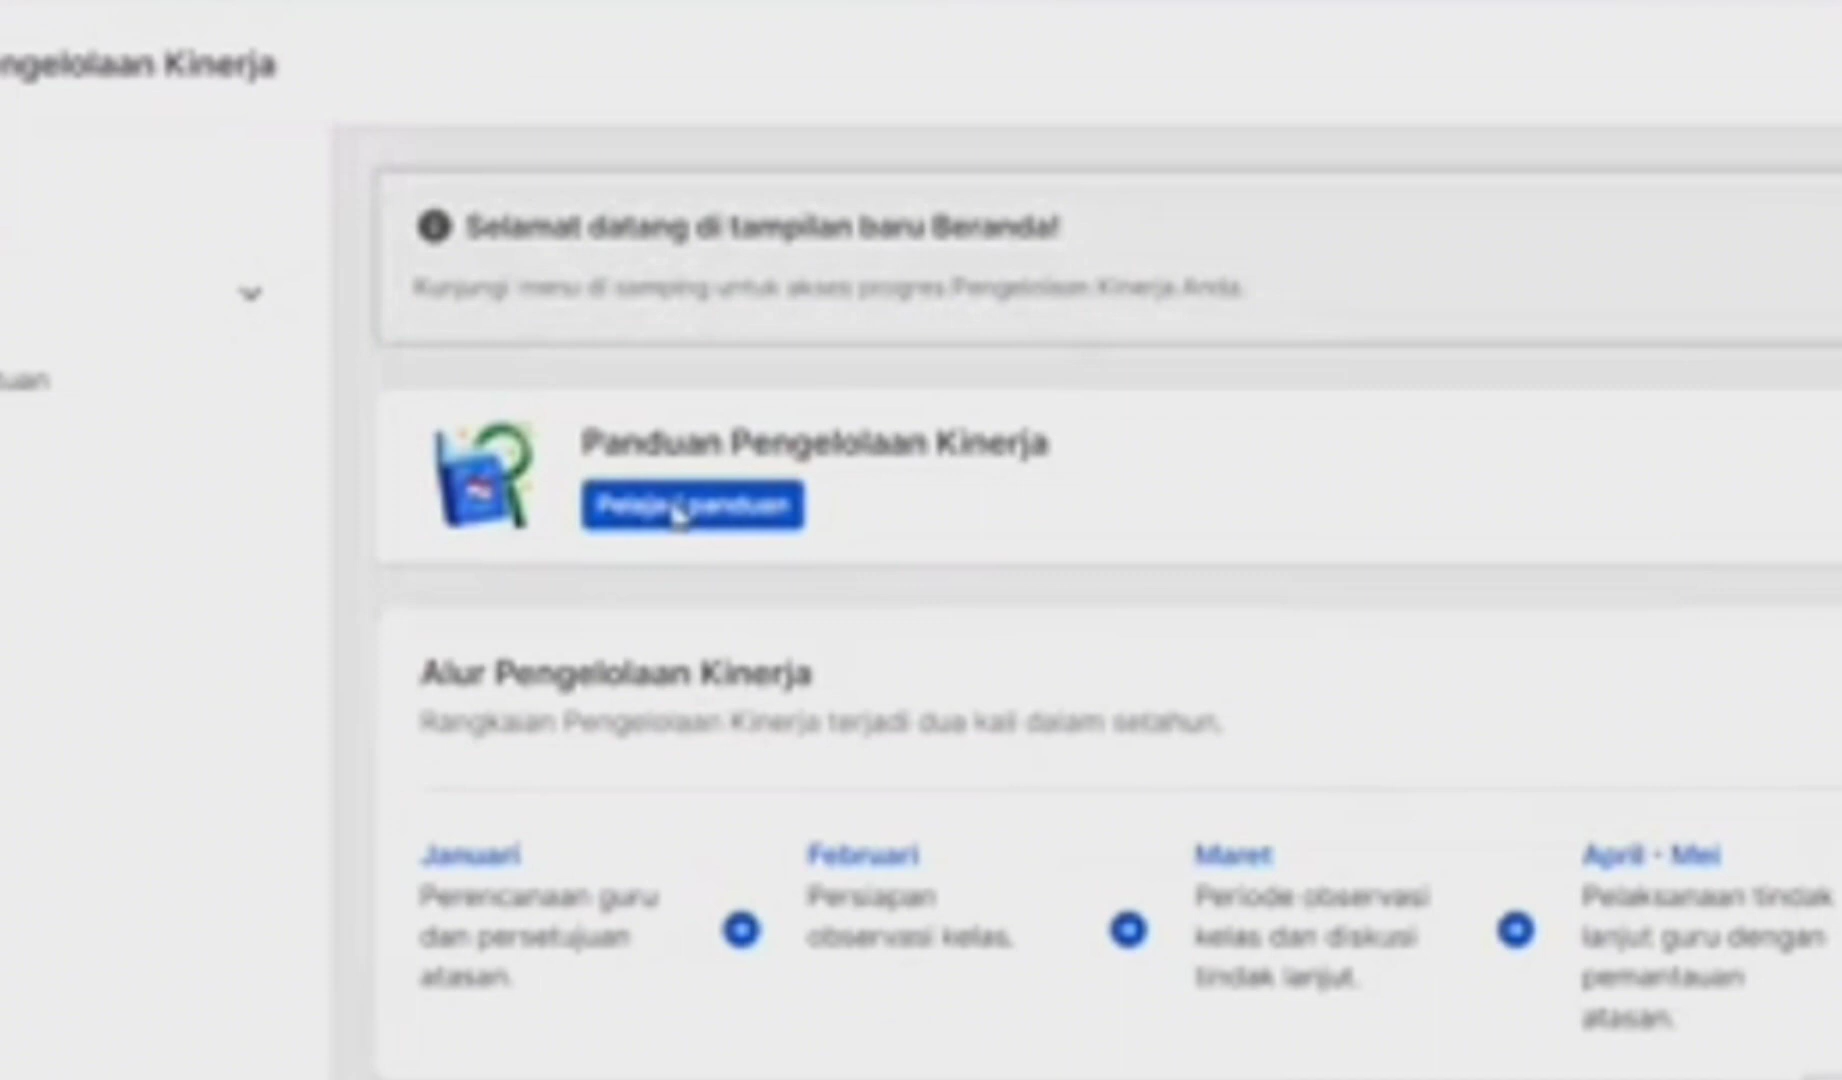 ngelolaan Kinerja
Selamat datang di tampilan baru Beranda!
Kunjungi menu di samping untuk akses progres Pengelolaan Kinerja Anda.
tuan
Panduan Pengelolaan Kinerja
Pelajari panduan
Alur Pengelolaan Kinerja
Rangkaian Pengelolaan Kinerja terjadi dua kali dalam setahun.
Januari
Perencanaan guru
dan persetujuan
atasan.
Februari
Persiapan
observasi kelas.
Maret
Periode observasi
kelas dan diskusi
tindak lanjut.
April - Mei
Pelaksanaan tindak
lanjut guru dengan
pemantauan
atasan.